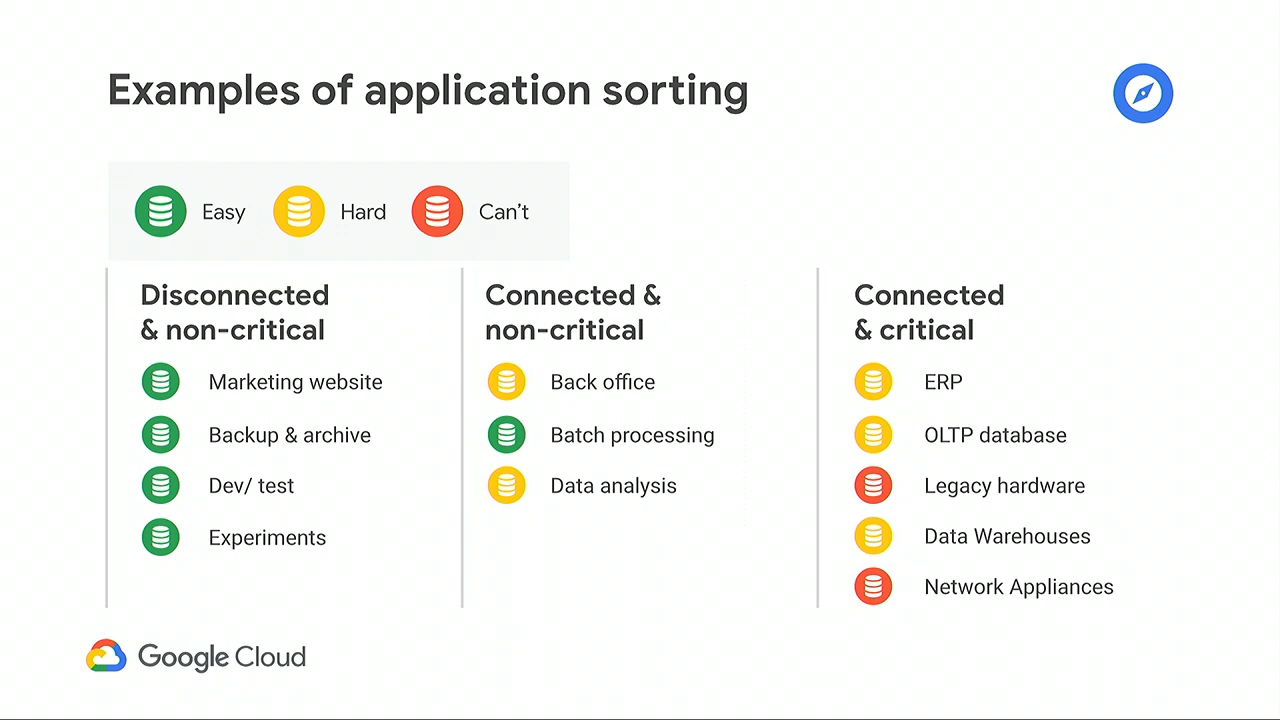 Examples of application sorting
Easy
Hard
Can't
Disconnected
& non-critical
Marketing website
Backup & archive
Dev/ test
Experiments
Connected &
non-critical
Back office
Batch processing
Data analysis
Connected
& critical
ERP
OLTP database
Legacy hardware
Data Warehouses
Network Appliances
Google Cloud